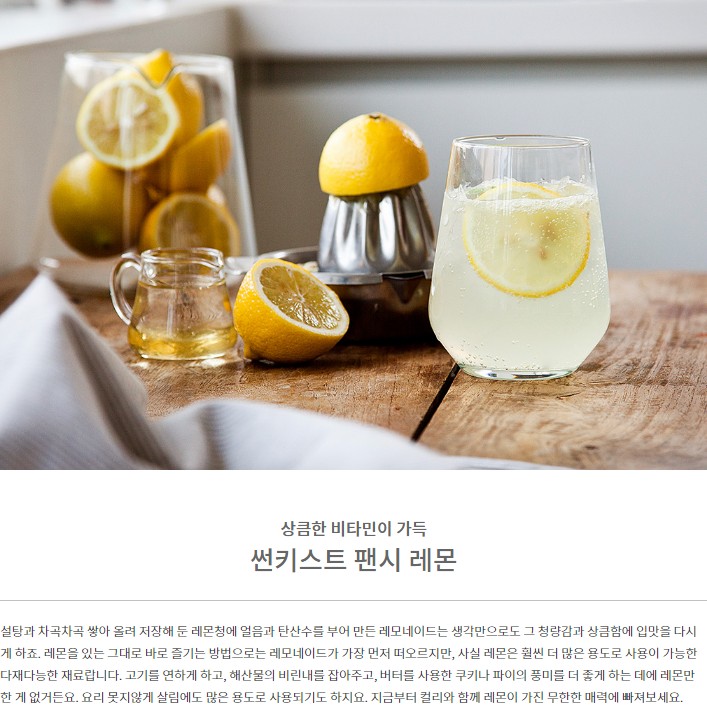 상큼한 비타민이 가득
썬키스트 팬시 레몬
설탕과 차곡차곡 쌓아 올려 저장해 둔 레몬청에 얼음과 탄산수를 부어 만든 레모네이드는 생각만으로도 그 청량감과 상큼함에 입맛을 다시
게 하죠. 레몬을 있는 그대로 바로 즐기는 방법으로는 레모네이드가 가장 먼저 떠오르지만, 사실 레몬은 훨씬 더 많은 용도로 사용이 가능한
다재다능한 재료랍니다. 고기를 연하게 하고, 해산물의 비린내를 잡아주고, 버터를 사용한 쿠키나 파이의 풍미를 더 좋게 하는 데에 레몬만
한 게 없거든요. 요리 못지않게 살림에도 많은 용도로 사용되기도 하지요. 지금부터 컬리와 함께 레몬이 가진 무한한 매력에 빠져보세요.